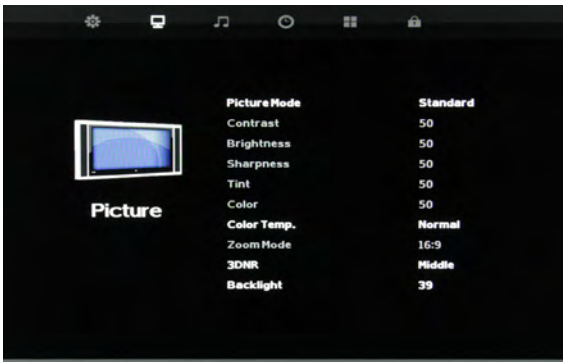 Picture Mode Standard
Contrast 50
Brightness 50
Sharpness 50
Tint 50
Color 50
Color Temp. Normal
Zoom Mode 16:9
3DNR Middle
Backlight 39
Picture